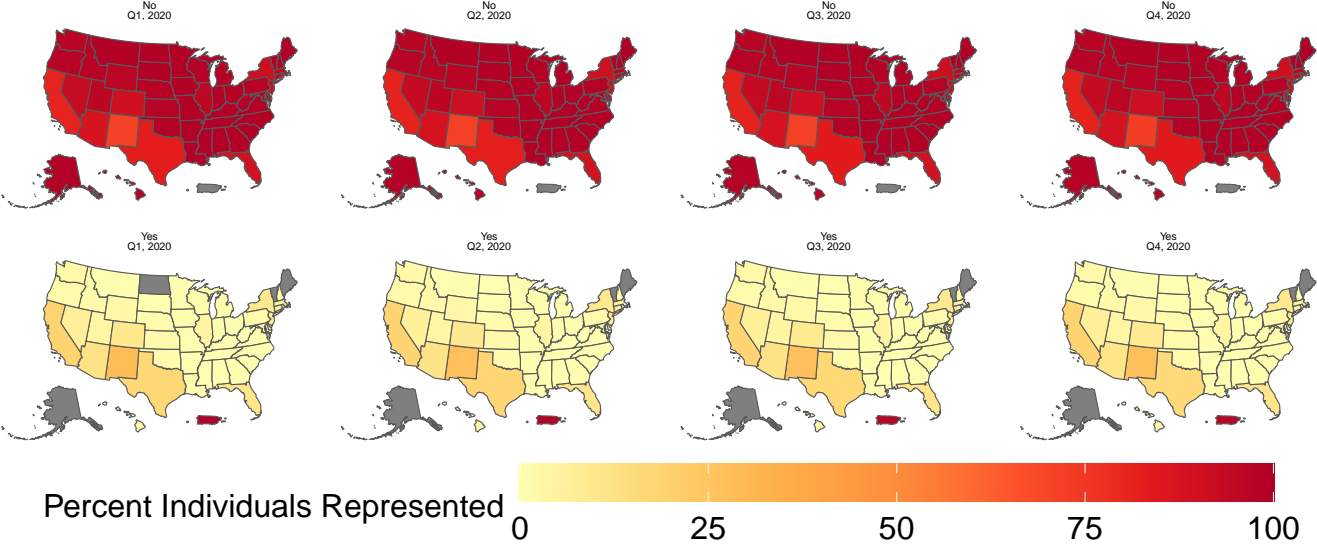 No
Q1, 2020
No
Q2, 2020
No
Q3, 2020
No
Q4, 2020
Yes
Q1, 2020
Yes
Q2, 2020
Yes
Q3, 2020
Yes
Q4, 2020
Percent Individuals Represented
0 25 50 75 100